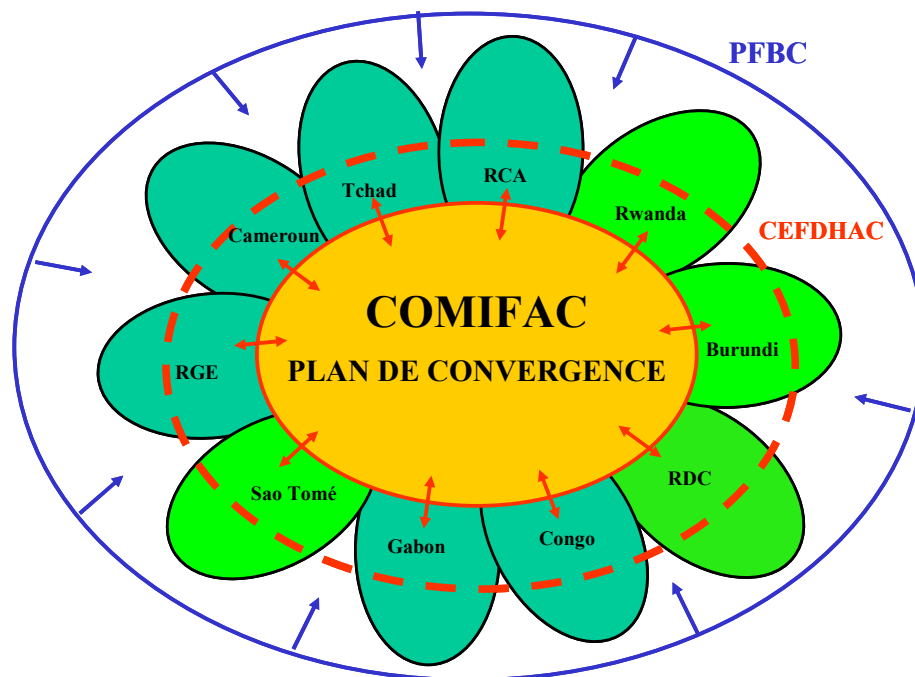 PFBC
RCA
Tchad
Rwanda
CEFDHAC
Cameroun
COMIFAC
PLAN DE CONVERGENCE
Burundi
RGE
RDC
Sao Tomé
Gabon
Congo